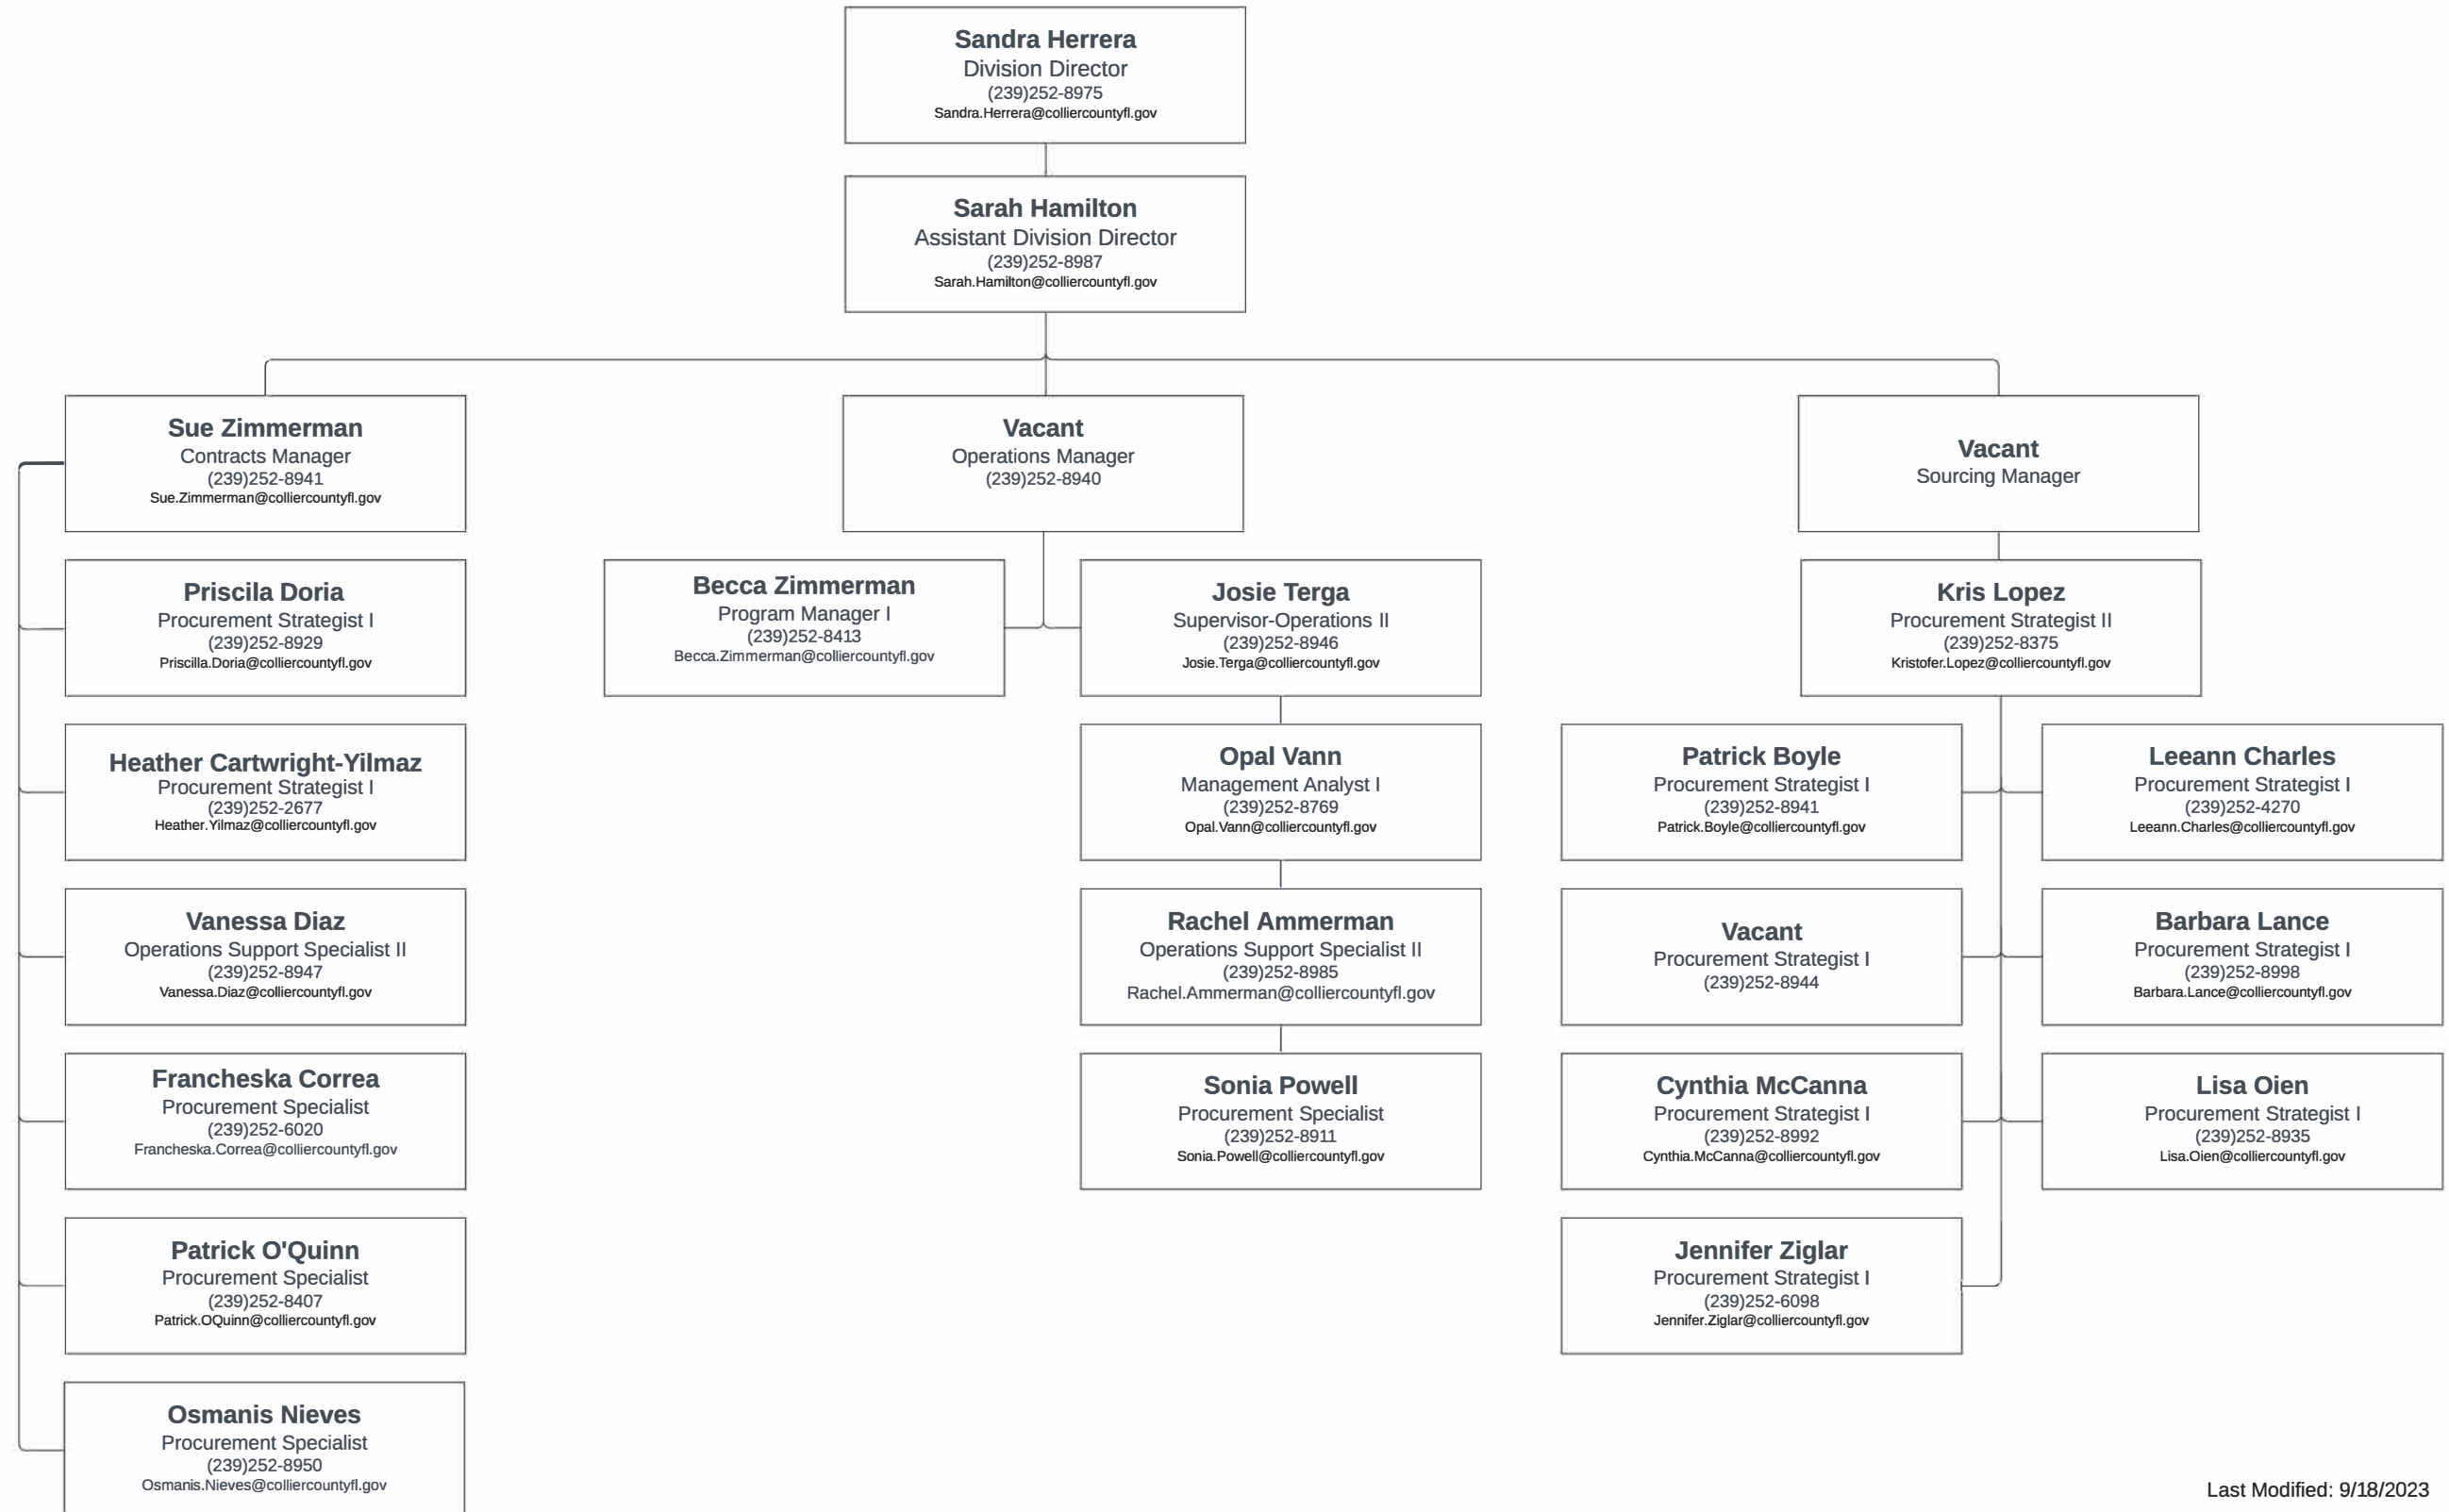 Sandra Herrera
Division Director
(239)252-8975
Sandra.Herrera@colliercountyfl.gov
Sarah Hamilton
Assistant Division Director
(239)252-8987
Sarah.Hamilton@colliercountyfl.gov
Sue Zimmerman
Contracts Manager
(239)252-8941
Sue.Zimmerman@colliercountyfl.gov
Vacant
Operations Manager
(239)252-8940
Vacant
Sourcing Manager
Priscila Doria
Procurement Strategist I
(239)252-8929
Priscilla.Doria@colliercountyfl.gov
Becca Zimmerman
Program Manager I
(239)252-8413
Becca.Zimmerman@colliercountyfl.gov
Josie Terga
Supervisor-Operations II
(239)252-8946
Josie.Terga@colliercountyfl.gov
Kris Lopez
Procurement Strategist II
(239)252-8375
Kristofer.Lopez@colliercountyfl.gov
Heather Cartwright-Yilmaz
Procurement Strategist I
(239)252-2677
Heather.Yilmaz@colliercountyfl.gov
Opal Vann
Management Analyst I
(239)252-8769
Opal.Vann@colliercountyfl.gov
Patrick Boyle
Procurement Strategist I
(239)252-8941
Patrick.Boyle@colliercountyfl.gov
Leeann Charles
Procurement Strategist I
(239)252-4270
Leeann.Charles@colliercountyfl.gov
Vanessa Diaz
Operations Support Specialist II
(239)252-8947
Vanessa.Diaz@colliercountyfl.gov
Rachel Ammerman
Operations Support Specialist II
(239)252-8985
Rachel.Ammerman@colliercountyfl.gov
Vacant
Procurement Strategist I
(239)252-8944
Barbara Lance
Procurement Strategist I
(239)252-8998
Barbara.Lance@colliercountyfl.gov
Francheska Correa
Procurement Specialist
(239)252-6020
Francheska.Correa@colliercountyfl.gov
Sonia Powell
Procurement Specialist
(239)252-8911
Sonia.Powell@colliercountyfl.gov
Cynthia McCanna
Procurement Strategist I
(239)252-8992
Cynthia.McCanna@colliercountyfl.gov
Lisa Oien
Procurement Strategist I
(239)252-8935
Lisa.Oien@colliercountyfl.gov
Patrick O'Quinn
Procurement Specialist
(239)252-8407
Patrick.OQuinn@colliercountyfl.gov
Jennifer Ziglar
Procurement Strategist I
(239)252-6098
Jennifer.Ziglar@colliercountyfl.gov
Osmanis Nieves
Procurement Specialist
(239)252-8950
Osmanis.Nieves@colliercountyfl.gov
Last Modified: 9/18/2023